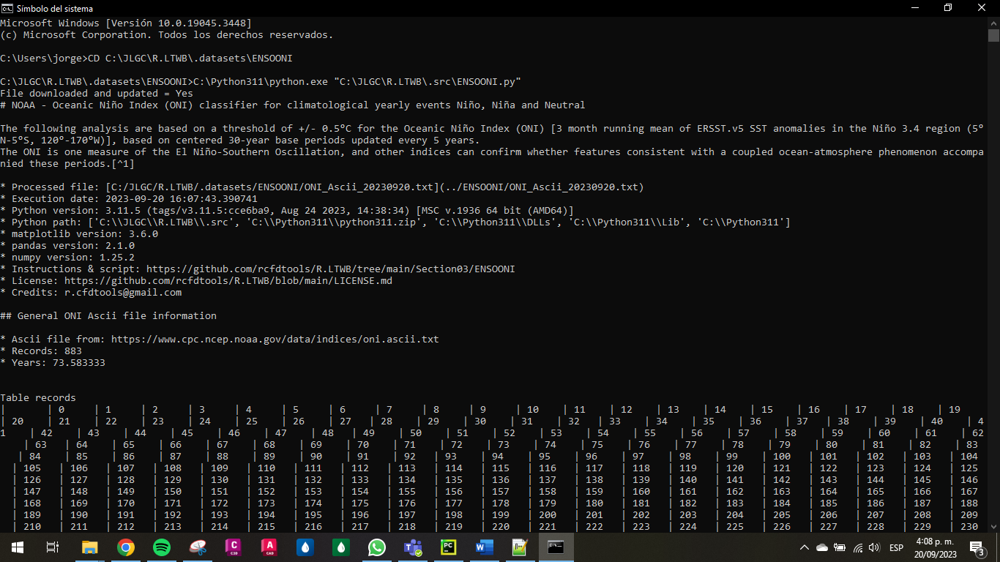 Símbolo del sistema
Microsoft Windows [Versión 10.0.19045.3448]
(c) Microsoft Corporation. Todos los derechos reservados.
C:\Users\jorge>CD C:\JLGC\R.LTWB\.datasets\ENSOONI
C:\JLGC\R.LTWB\.datasets\ENSOONI>C:\Python311\python.exe "C:\JLGC\R.LTWB\.src\ENSOONI.py"
File downloaded and updated = Yes
# NOAA - Oceanic Niño Index (ONI) classifier for climatological yearly events Niño, Niña and Neutral
The following analysis are based on a threshold of +/- 0.5°C for the Oceanic Niño Index (ONI) [3 month running mean of ERSST.v5 SST anomalies in the Niño 3.4 region (5°
N-5°S, 120°-170°W)], based on centered 30-year base periods updated every 5 years.
The ONI is one measure of the El Niño-Southern Oscillation, and other indices can confirm whether features consistent with a coupled ocean-atmosphere phenomenon accompa
nied these periods.[^1]
* Processed file: [C:/JLGC/R.LTWB/.datasets/ENSOONI/ONI_Ascii_20230920.txt](../ENSOONI/ONI_Ascii_20230920.txt)
* Execution date: 2023-09-20 16:07:43.390741
* Python version: 3.11.5 (tags/v3.11.5:cce6ba9, Aug 24 2023, 14:38:34) [MSC v.1936 64 bit (AMD64)]
* Python path: ['C:\\JLGC\\R.LTWB\\.src', 'C:\\Python311\\python311.zip', 'C:\\Python311\\DLLs', 'C:\\Python311\\Lib', 'C:\\Python311']
* matplotlib version: 3.6.0
* pandas version: 2.1.0
* numpy version: 1.25.2
* Instructions & script: https://github.com/rcfdtools/R.LTWB/tree/main/Section03/ENSOONI
* License: https://github.com/rcfdtools/R.LTWB/blob/main/LICENSE.md
* Credits: r.cfdtools@gmail.com
## General ONI Ascii file information
* Ascii file from: https://www.cpc.ncep.noaa.gov/data/indices/oni.ascii.txt
* Records: 883
* Years: 73.583333
Table records
| | 0 | 1 | 2 | 3 | 4 | 5 | 6 | 7 | 8 | 9 | 10 | 11 | 12 | 13 | 14 | 15 | 16 | 17 | 18 | 19
| 20 | 21 | 22 | 23 | 24 | 25 | 26 | 27 | 28 | 29 | 30 | 31 | 32 | 33 | 34 | 35 | 36 | 37 | 38 | 39 | 40 | 4
1 | 42 | 43 | 44 | 45 | 46 | 47 | 48 | 49 | 50 | 51 | 52 | 53 | 54 | 55 | 56 | 57 | 58 | 59 | 60 | 61 | 62
| 63 | 64 | 65 | 66 | 67 | 68 | 69 | 70 | 71 | 72 | 73 | 74 | 75 | 76 | 77 | 78 | 79 | 80 | 81 | 82 | 83
| 84 | 85 | 86 | 87 | 88 | 89 | 90 | 91 | 92 | 93 | 94 | 95 | 96 | 97 | 98 | 99 | 100 | 101 | 102 | 103 | 104
| 105 | 106 | 107 | 108 | 109 | 110 | 111 | 112 | 113 | 114 | 115 | 116 | 117 | 118 | 119 | 120 | 121 | 122 | 123 | 124 | 125
| 126 | 127 | 128 | 129 | 130 | 131 | 132 | 133 | 134 | 135 | 136 | 137 | 138 | 139 | 140 | 141 | 142 | 143 | 144 | 145 | 146
| 147 | 148 | 149 | 150 | 151 | 152 | 153 | 154 | 155 | 156 | 157 | 158 | 159 | 160 | 161 | 162 | 163 | 164 | 165 | 166 | 167
| 168 | 169 | 170 | 171 | 172 | 173 | 174 | 175 | 176 | 177 | 178 | 179 | 180 | 181 | 182 | 183 | 184 | 185 | 186 | 187 | 188
| 189 | 190 | 191 | 192 | 193 | 194 | 195 | 196 | 197 | 198 | 199 | 200 | 201 | 202 | 203 | 204 | 205 | 206 | 207 | 208 | 209
| 210 | 211 | 212 | 213 | 214 | 215 | 216 | 217 | 218 | 219 | 220 | 221 | 222 | 223 | 224 | 225 | 226 | 227 | 228 | 229 | 230
ESP
4:08 p. m.
20/09/2023
3